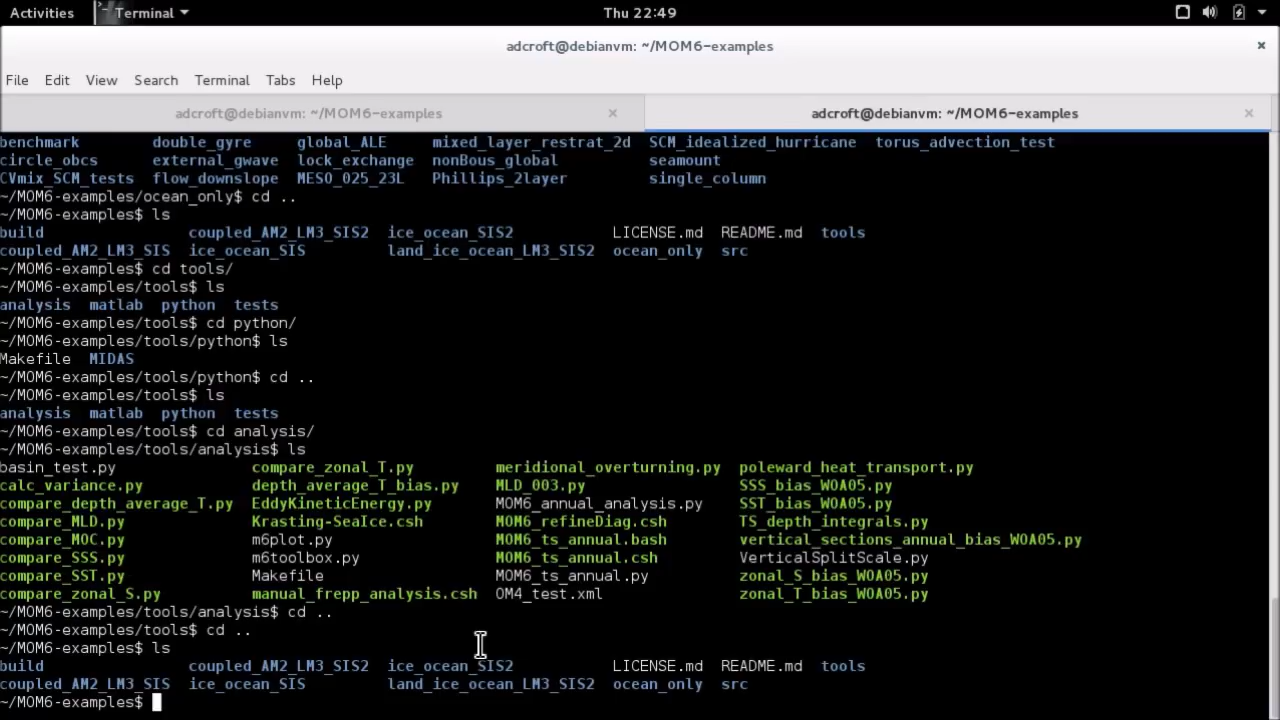 Activities Terminal Thu 22:49
adcroft@debianvm: ~/MOM6-examples
File Edit View Search Terminal Tabs Help
adcroft@debianvm: ~/MOM6-examples adcroft@debianvm: ~/MOM6-examples
benchmark double_gyre global_ALE mixed_layer_restrat_2d SCM_idealized_hurricane torus_advection_test
circle_obcs external_gwave lock_exchange nonBous_global seamount
CVmix_SCM_tests flow_downslope MESO_025_23L Phillips_2layer single_column
~/MOM6-examples/ocean_only$ cd ..
~/MOM6-examples$ ls
build coupled_AM2_LM3_SIS2 ice_ocean_SIS2 LICENSE.md README.md tools
coupled_AM2_LM3_SIS ice_ocean_SIS land_ice_ocean_LM3_SIS2 ocean_only src
~/MOM6-examples$ cd tools/
~/MOM6-examples/tools$ ls
analysis matlab python tests
~/MOM6-examples/tools$ cd python/
~/MOM6-examples/tools/python$ ls
Makefile MIDAS
~/MOM6-examples/tools/python$ cd ..
~/MOM6-examples/tools$ ls
analysis matlab python tests
~/MOM6-examples/tools$ cd analysis/
~/MOM6-examples/tools/analysis$ ls
basin_test.py compare_zonal_T.py meridional_overturning.py poleward_heat_transport.py
calc_variance.py depth_average_T_bias.py MLD_003.py SSS_bias_WOA05.py
compare_depth_average_T.py EddyKineticEnergy.py MOM6_annual_analysis.py SST_bias_WOA05.py
compare_MLD.py Krasting-SeaIce.csh MOM6_refineDiag.csh TS_depth_integrals.py
compare_MOC.py m6plot.py MOM6_ts_annual.bash vertical_sections_annual_bias_WOA05.py
compare_SSS.py m6toolbox.py MOM6_ts_annual.csh VerticalSplitScale.py
compare_SST.py Makefile MOM6_ts_annual.py zonal_S_bias_WOA05.py
compare_zonal_S.py manual_frepp_analysis.csh OM4_test.xml zonal_T_bias_WOA05.py
~/MOM6-examples/tools/analysis$ cd ..
~/MOM6-examples/tools$ cd ..
~/MOM6-examples$ ls
build coupled_AM2_LM3_SIS2 ice_ocean_SIS2 LICENSE.md README.md tools
coupled_AM2_LM3_SIS ice_ocean_SIS land_ice_ocean_LM3_SIS2 ocean_only src
~/MOM6-examples$